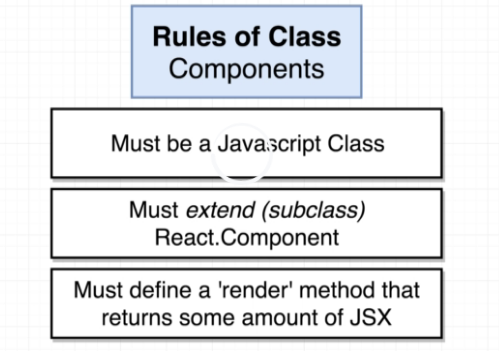 Rules of Class
Components
Must be a Javascript Class
Must extend (subclass)
React.Component
Must define a 'render' method that
returns some amount of JSX